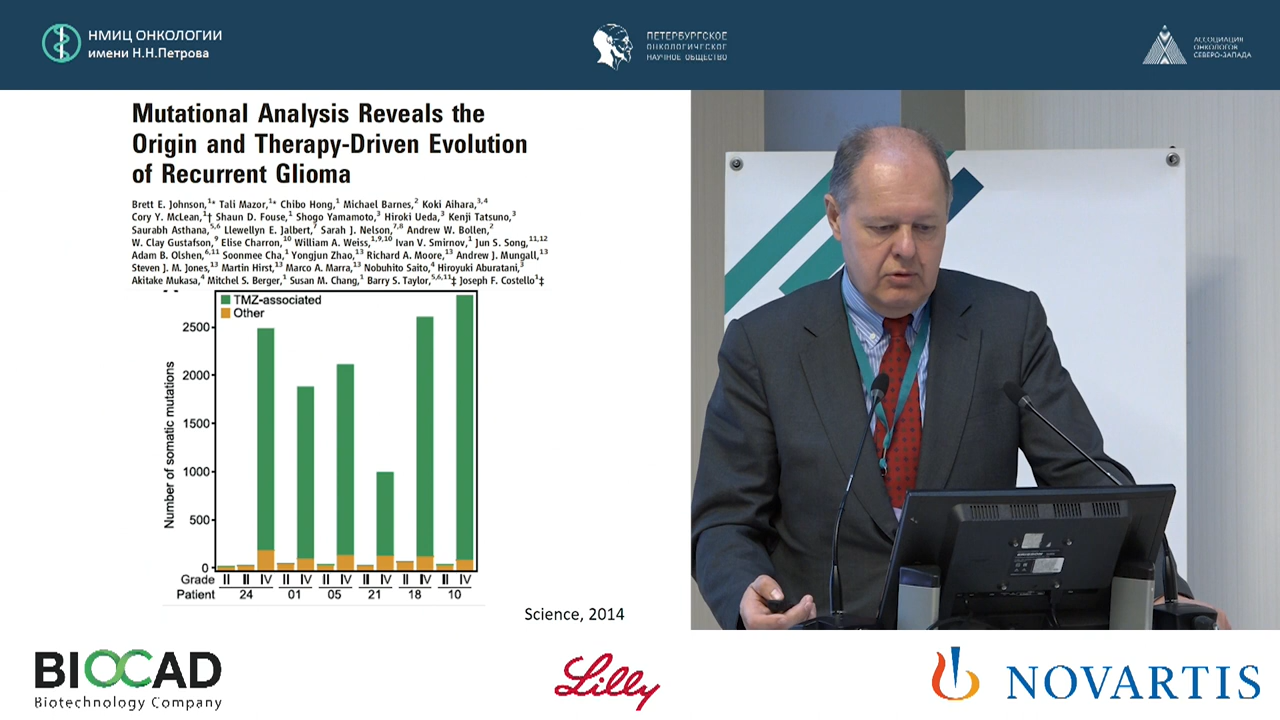 НМИЦ ОНКОЛОГИИ
имени Н.Н.Петрова
ПЕТЕРБУРГСКОЕ
ОНКОЛОГИЧЕСКОЕ
НАУЧНОЕ ОБЩЕСТВО
АССОЦИАЦИЯ
ОНКОЛОГОВ
СЕВЕРО-ЗАПАДА
Mutational Analysis Reveals the
Origin and Therapy-Driven Evolution
of Recurrent Glioma
Brett E. Johnson,1* Tali Mazor,1* Chibo Hong,1 Michael Barnes,2 Koki Aihara,3,4
Cory Y. McLean,1† Shaun D. Fouse,1 Shogo Yamamoto,3 Hiroki Ueda,3 Kenji Tatsuno,3
Saurabh Asthana,5,6 Llewellyn E. Jalbert,7 Sarah J. Nelson,7,8 Andrew W. Bollen,2
W. Clay Gustafson,9 Elise Charron,10 William A. Weiss,1,9,10 Ivan V. Smirnov,1 Jun S. Song,11,12
Adam B. Olshen,6,11 Soonmee Cha,1 Yongjun Zhao,13 Richard A. Moore,13 Andrew J. Mungall,13
Steven J. M. Jones,13 Martin Hirst,13 Marco A. Marra,13 Nobuhito Saito,4 Hiroyuki Aburatani,3
Akitake Mukasa,4 Mitchel S. Berger,1 Susan M. Chang,1 Barry S. Taylor,5,6,11‡ Joseph F. Costello1‡
TMZ-associated
Other
Number of somatic mutations
2500
2000
1500
1000
500
0
Grade II II IV II IV II IV II IV II IV II IV
Patient 24 01 05 21 18 10
Science, 2014
BIOCAD
Biotechnology Company
Lilly
NOVARTIS